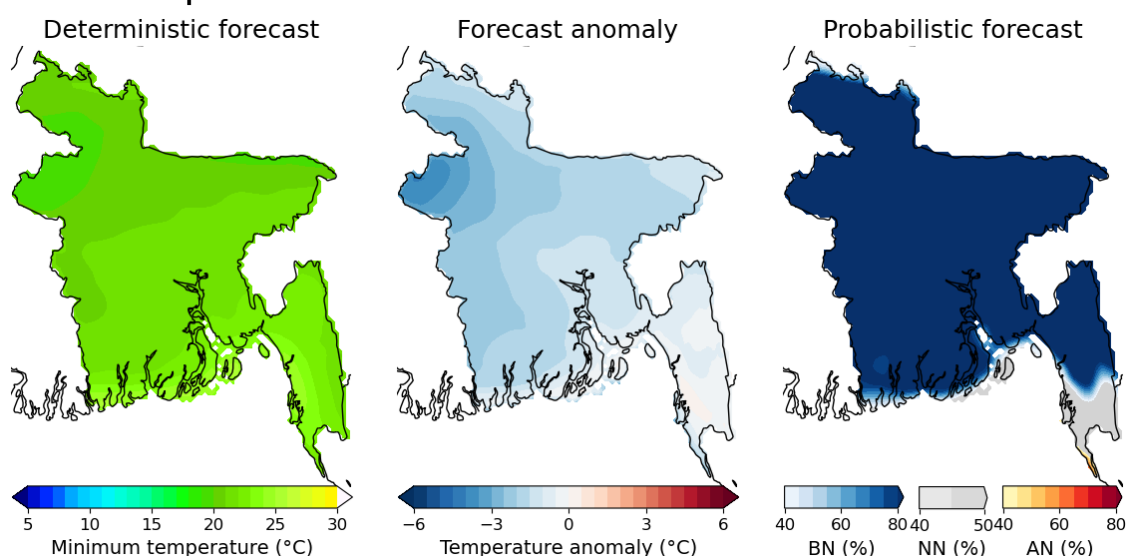 Deterministic forecast
Forecast anomaly
Probabilistic forecast
5 10 15 20 25 30
Minimum temperature (°C)
−6 −3 0 3 6
Temperature anomaly (°C)
40 60 80
BN (%)
40 50
NN (%)
40 60 80
AN (%)